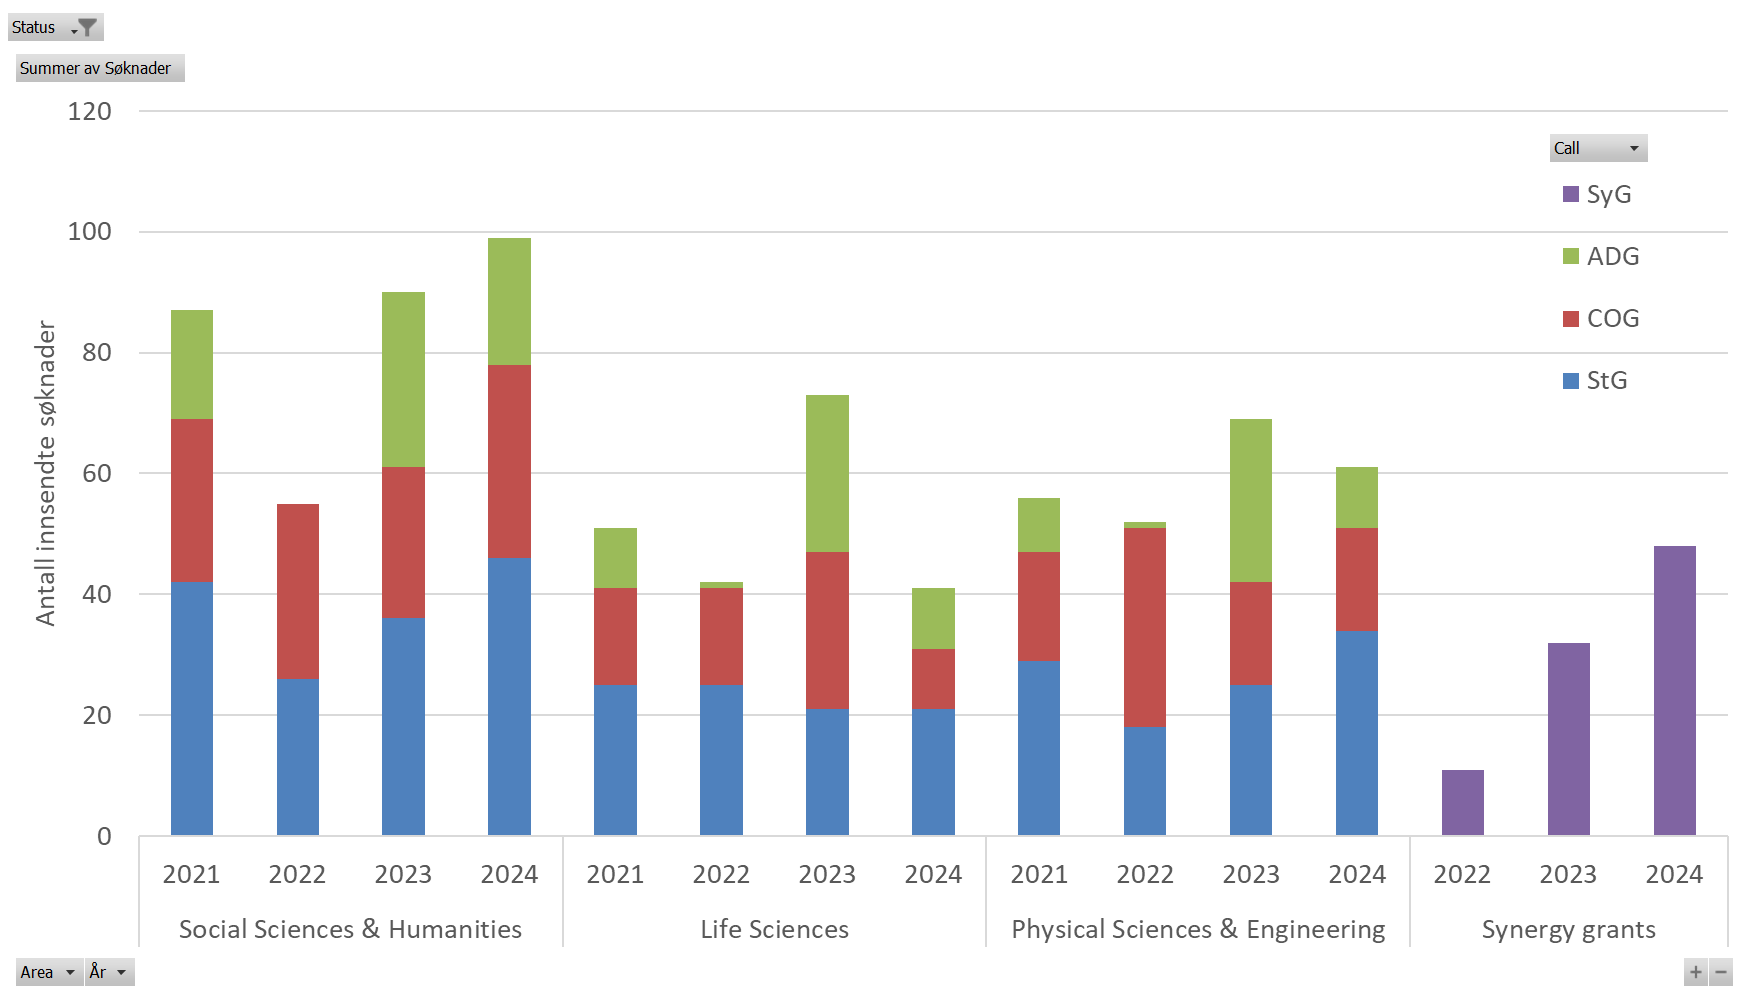 Status
Summer av Søknader
120
100
80
60
40
20
0
Antall innsendte søknader
Call
SyG
ADG
COG
StG
2021 2022 2023 2024 2021 2022 2023 2024 2021 2022 2023 2024 2022 2023 2024
Social Sciences & Humanities Life Sciences Physical Sciences & Engineering Synergy grants
Area År + −